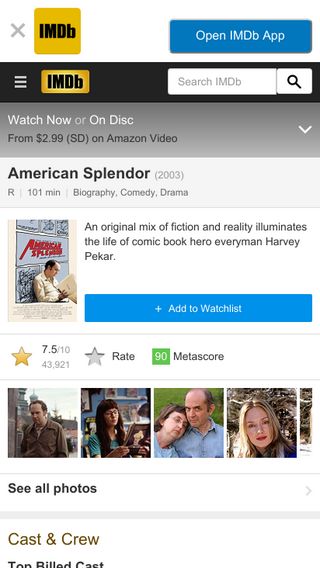 IMDb
Open IMDb App
IMDb
Search IMDb
Watch Now or On Disc
From $2.99 (SD) on Amazon Video
American Splendor (2003)
R | 101 min | Biography, Comedy, Drama
AMERICAN SPLENDOR
An original mix of fiction and reality illuminates
the life of comic book hero everyman Harvey
Pekar.
+ Add to Watchlist
7.5/10
43,921
Rate
90 Metascore
See all photos
Cast & Crew
Top Billed Cast